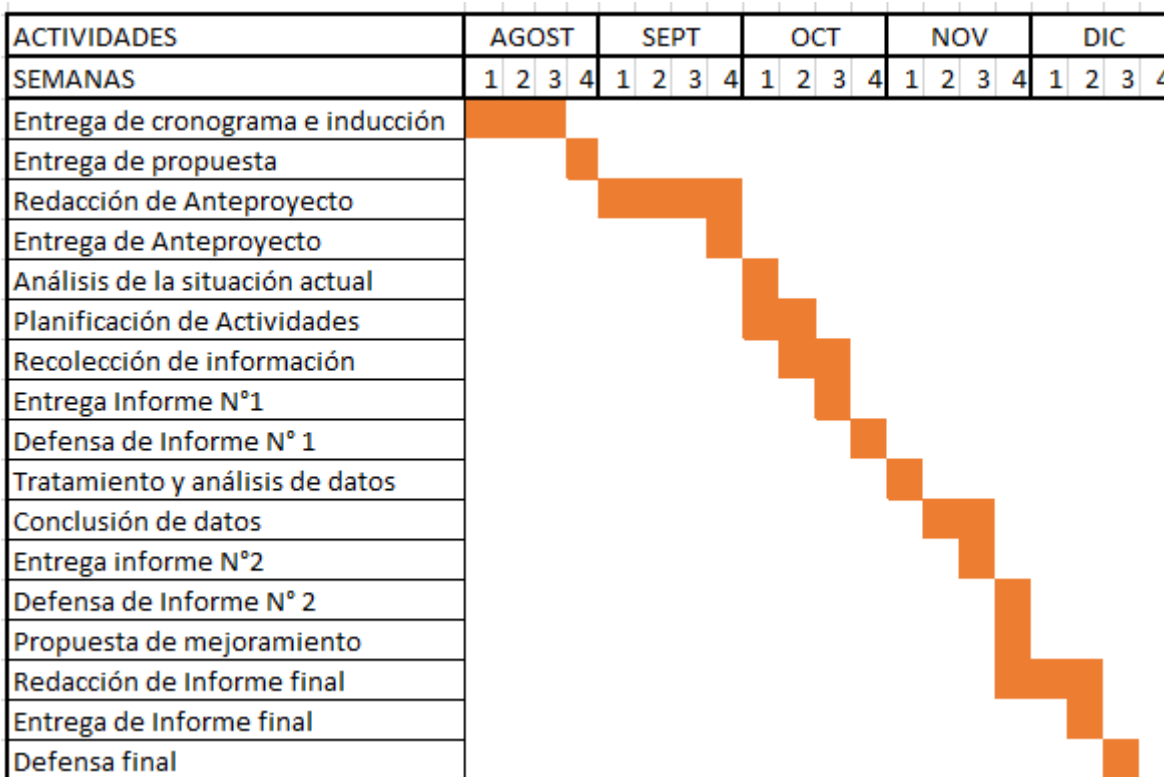 ACTIVIDADES AGOST SEPT OCT NOV DIC
SEMANAS 1 2 3 4 1 2 3 4 1 2 3 4 1 2 3 4 1 2 3 4
Entrega de cronograma e inducción
Entrega de propuesta
Redacción de Anteproyecto
Entrega de Anteproyecto
Análisis de la situación actual
Planificación de Actividades
Recolección de información
Entrega Informe N°1
Defensa de Informe N° 1
Tratamiento y análisis de datos
Conclusión de datos
Entrega informe N°2
Defensa de Informe N° 2
Propuesta de mejoramiento
Redacción de Informe final
Entrega de Informe final
Defensa final